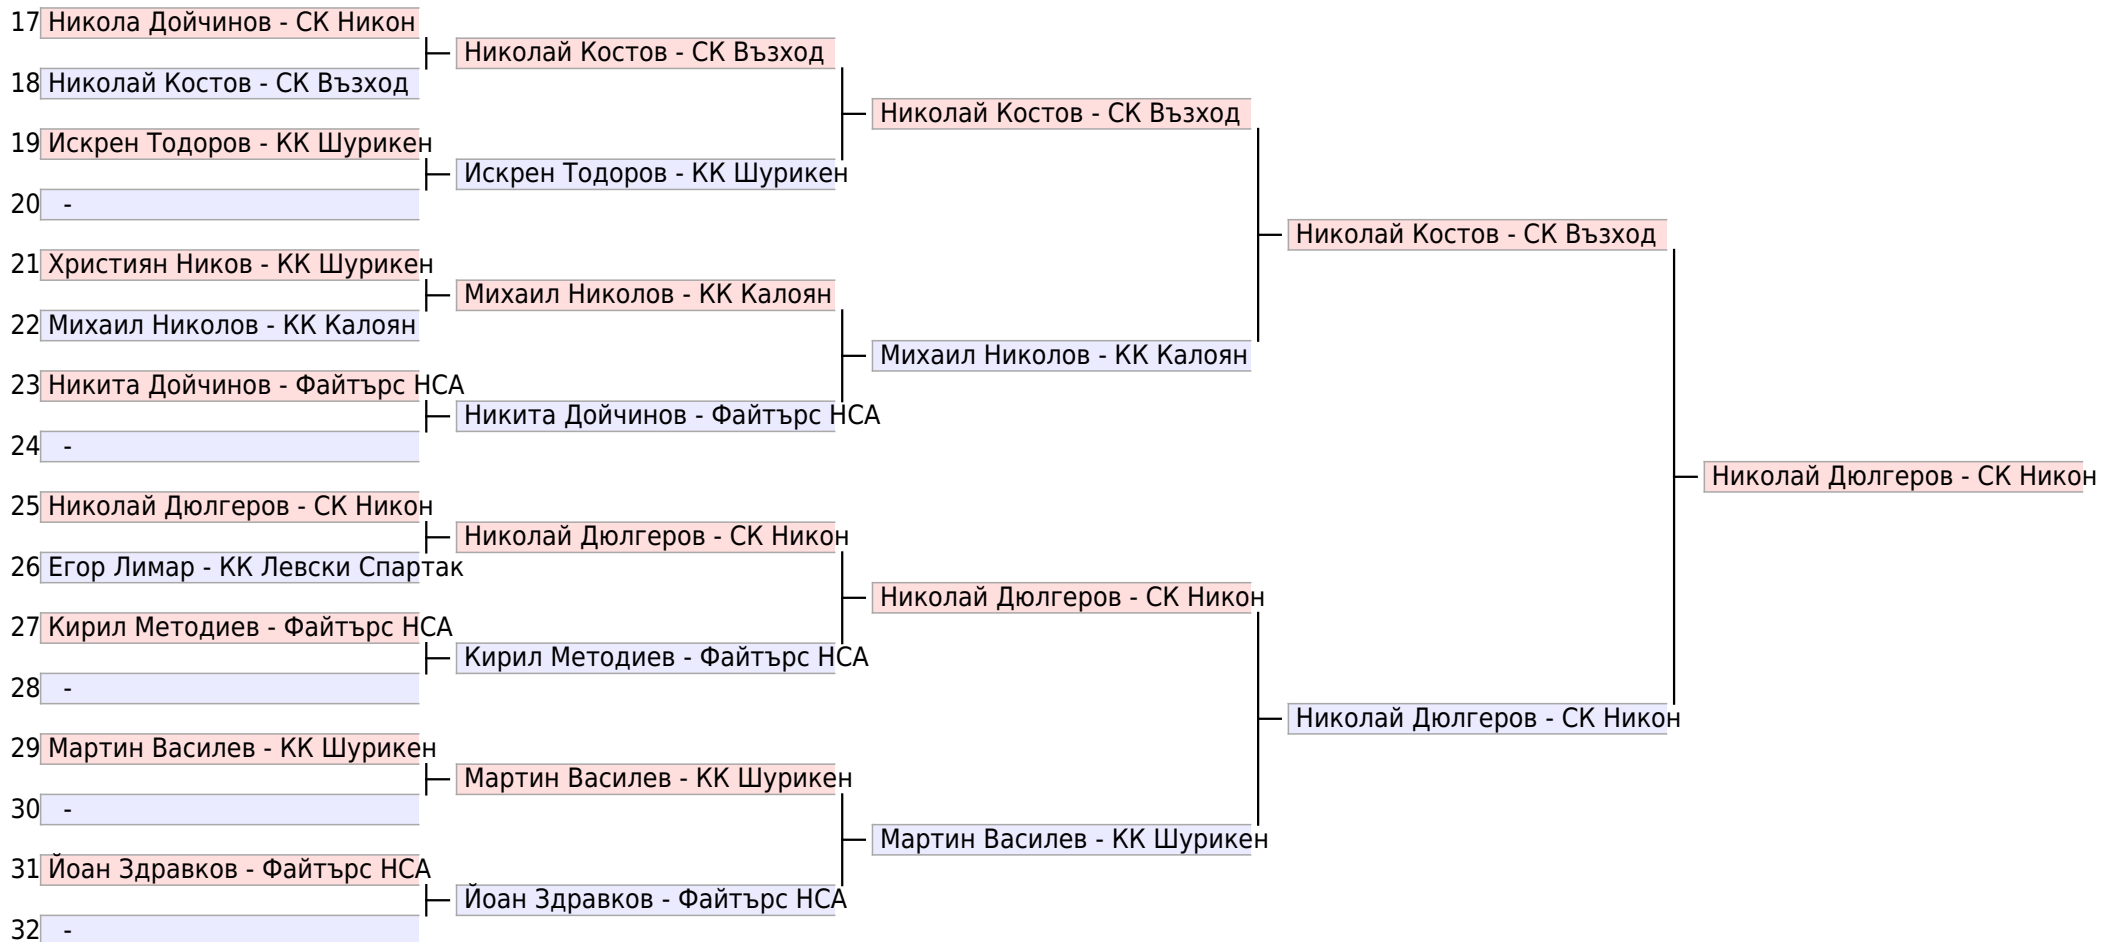 17 Никола Дойчинов - СК Никон
Николай Костов - СК Възход
18 Николай Костов - СК Възход
Николай Костов - СК Възход
19 Искрен Тодоров - КК Шурикен
Искрен Тодоров - КК Шурикен
20 -
Николай Костов - СК Възход
21 Християн Ников - КК Шурикен
Михаил Николов - КК Калоян
22 Михаил Николов - КК Калоян
Михаил Николов - КК Калоян
23 Никита Дойчинов - Файтърс НСА
Никита Дойчинов - Файтърс НСА
24 -
Николай Дюлгеров - СК Никон
25 Николай Дюлгеров - СК Никон
Николай Дюлгеров - СК Никон
26 Егор Лимар - КК Левски Спартак
Николай Дюлгеров - СК Никон
27 Кирил Методиев - Файтърс НСА
Кирил Методиев - Файтърс НСА
28 -
Николай Дюлгеров - СК Никон
29 Мартин Василев - КК Шурикен
Мартин Василев - КК Шурикен
30 -
Мартин Василев - КК Шурикен
31 Йоан Здравков - Файтърс НСА
Йоан Здравков - Файтърс НСА
32 -